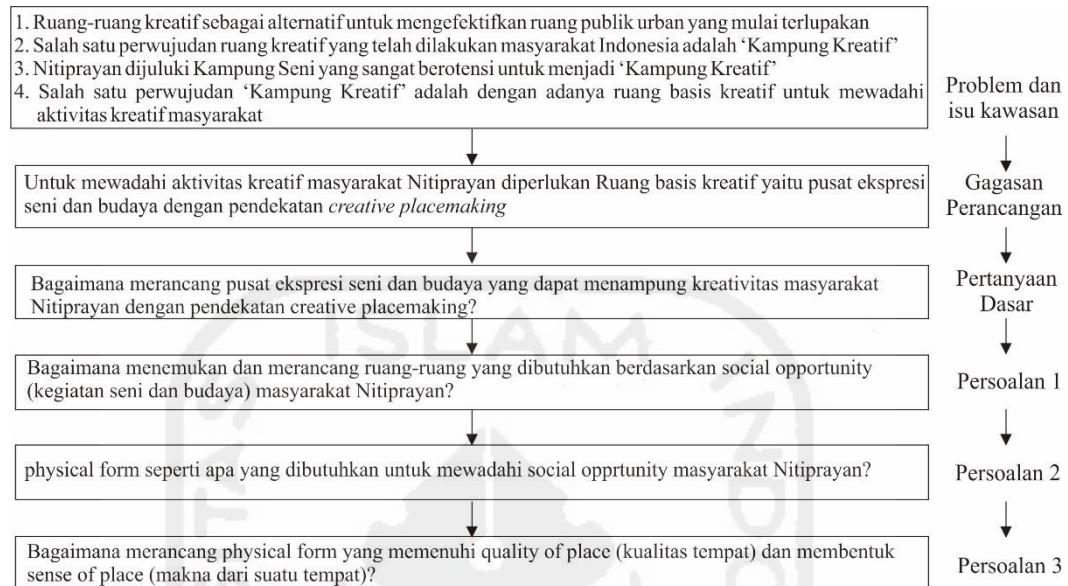 1. Ruang-ruang kreatif sebagai alternatif untuk mengefektifkan ruang publik urban yang mulai terlupakan
2. Salah satu perwujudan ruang kreatif yang telah dilakukan masyarakat Indonesia adalah ‘Kampung Kreatif’
3. Nitiprayan dijuluki Kampung Seni yang sangat berotensi untuk menjadi ‘Kampung Kreatif’
4. Salah satu perwujudan ‘Kampung Kreatif’ adalah dengan adanya ruang basis kreatif untuk mewadahi
aktivitas kreatif masyarakat
Problem dan
isu kawasan
Untuk mewadahi aktivitas kreatif masyarakat Nitiprayan diperlukan Ruang basis kreatif yaitu pusat ekspresi
seni dan budaya dengan pendekatan creative placemaking
Gagasan
Perancangan
Bagaimana merancang pusat ekspresi seni dan budaya yang dapat menampung kreativitas masyarakat
Nitiprayan dengan pendekatan creative placemaking?
Pertanyaan
Dasar
Bagaimana menemukan dan merancang ruang-ruang yang dibutuhkan berdasarkan social opportunity
(kegiatan seni dan budaya) masyarakat Nitiprayan?
Persoalan 1
physical form seperti apa yang dibutuhkan untuk mewadahi social opprtunity masyarakat Nitiprayan?
Persoalan 2
Bagaimana merancang physical form yang memenuhi quality of place (kualitas tempat) dan membentuk
sense of place (makna dari suatu tempat)?
Persoalan 3
ISLAM